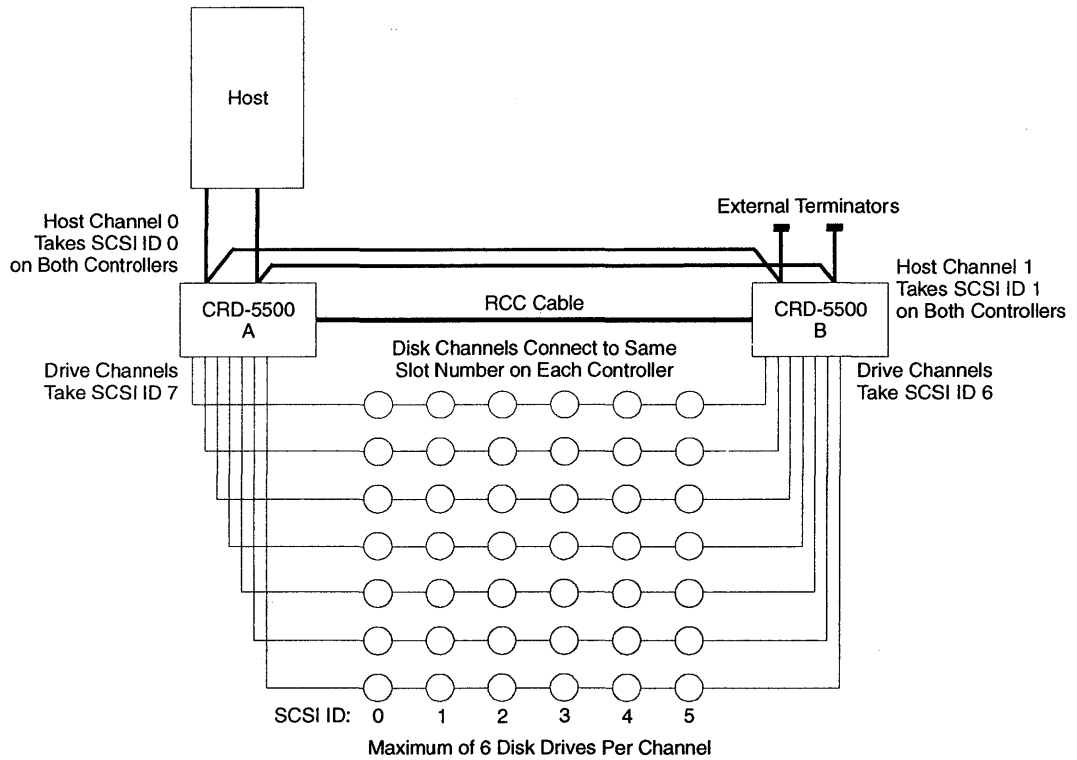 Host
Host Channel 0
Takes SCSI ID 0
on Both Controllers
External Terminators
Host Channel 1
Takes SCSI ID 1
on Both Controllers
CRD-5500
A
RCC Cable
CRD-5500
B
Disk Channels Connect to Same
Slot Number on Each Controller
Drive Channels
Take SCSI ID 7
Drive Channels
Take SCSI ID 6
SCSI ID: 0 1 2 3 4 5
Maximum of 6 Disk Drives Per Channel